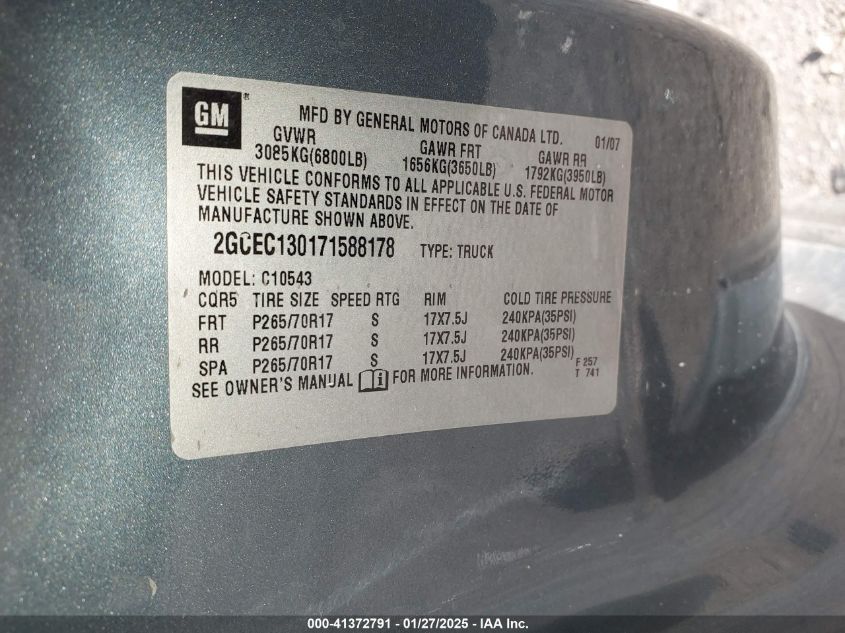 GM
MFD BY GENERAL MOTORS OF CANADA LTD. 01/07
GVWR GAWR FRT GAWR RR
3085KG(6800LB) 1656KG(3650LB) 1792KG(3950LB)
THIS VEHICLE CONFORMS TO ALL APPLICABLE U.S. FEDERAL MOTOR
VEHICLE SAFETY STANDARDS IN EFFECT ON THE DATE OF
MANUFACTURE SHOWN ABOVE.
2GCEC130171588178 TYPE: TRUCK
MODEL: C10543
CQR5 TIRE SIZE SPEED RTG RIM COLD TIRE PRESSURE
FRT P265/70R17 S 17X7.5J 240KPA(35PSI)
RR P265/70R17 S 17X7.5J 240KPA(35PSI)
SPA P265/70R17 S 17X7.5J 240KPA(35PSI)
F 257
T 741
SEE OWNER'S MANUAL i FOR MORE INFORMATION.
000-41372791 - 01/27/2025 - IAA Inc.